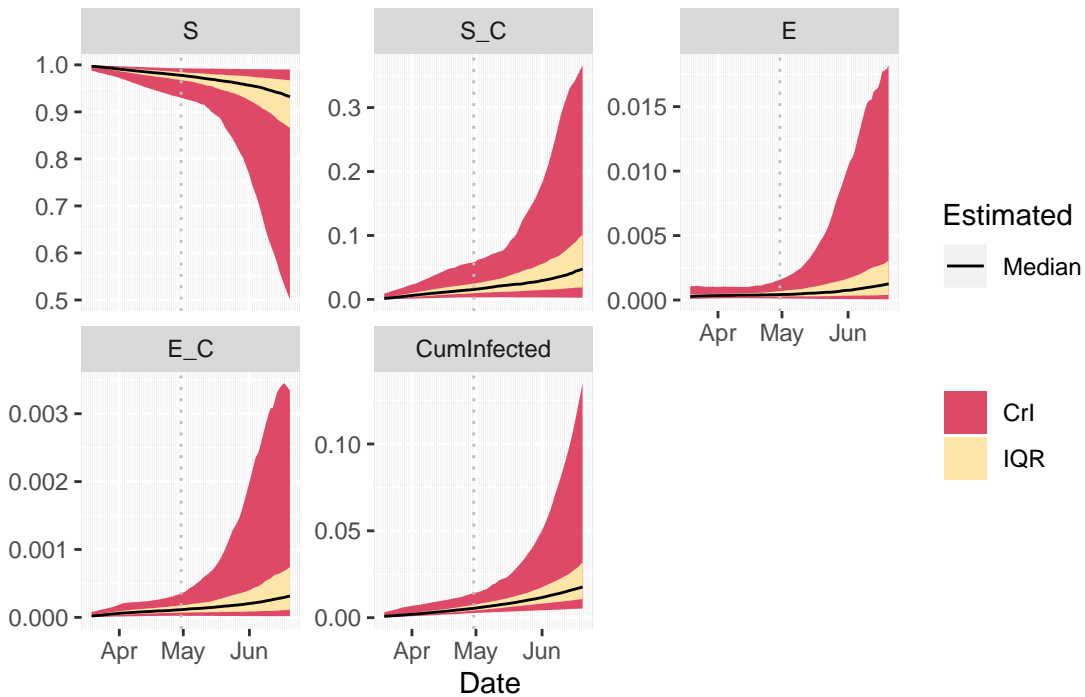 S
S_C
E
1.0
0.9
0.8
0.7
0.6
0.5
0.3
0.2
0.1
0.0
0.015
0.010
0.005
0.000
Apr May Jun
E_C
CumInfected
0.003
0.002
0.001
0.000
0.10
0.05
0.00
Apr May Jun
Apr May Jun
Date
Estimated
Median
CrI
IQR